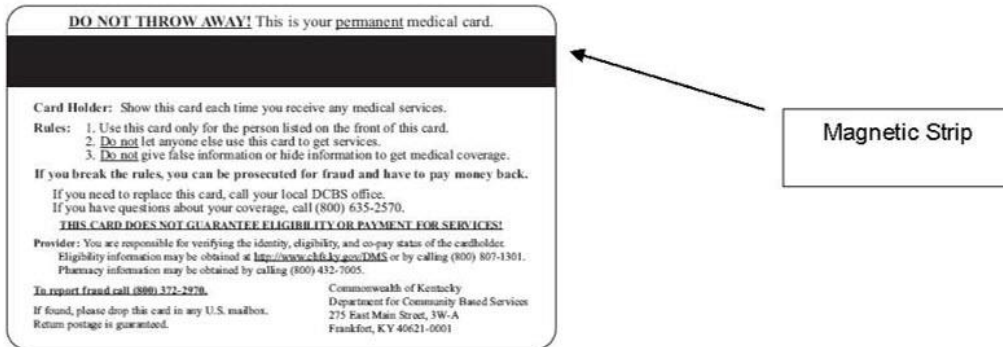 DO NOT THROW AWAY! This is your permanent medical card.
Magnetic Strip
Card Holder: Show this card each time you receive any medical services.
Rules: 1. Use this card only for the person listed on the front of this card.
2. Do not let anyone else use this card to get services.
3. Do not give false information or hide information to get medical coverage.
If you break the rules, you can be prosecuted for fraud and have to pay money back.
If you need to replace this card, call your local DCBS office.
If you have questions about your coverage, call (800) 635-2570.
THIS CARD DOES NOT GUARANTEE ELIGIBILITY OR PAYMENT FOR SERVICES!
Provider: You are responsible for verifying the identity, eligibility, and co-pay status of the cardholder.
Eligibility information may be obtained at http://www.chfs.ky.gov/DMS or by calling (800) 807-1301.
Pharmacy information may be obtained by calling (800) 432-7005.
To report fraud call (800) 372-2970.
If found, please drop this card in any U.S. mailbox.
Return postage is guaranteed.
Commonwealth of Kentucky
Department for Community Based Services
275 East Main Street, 3W-A
Frankfort, KY 40621-0001